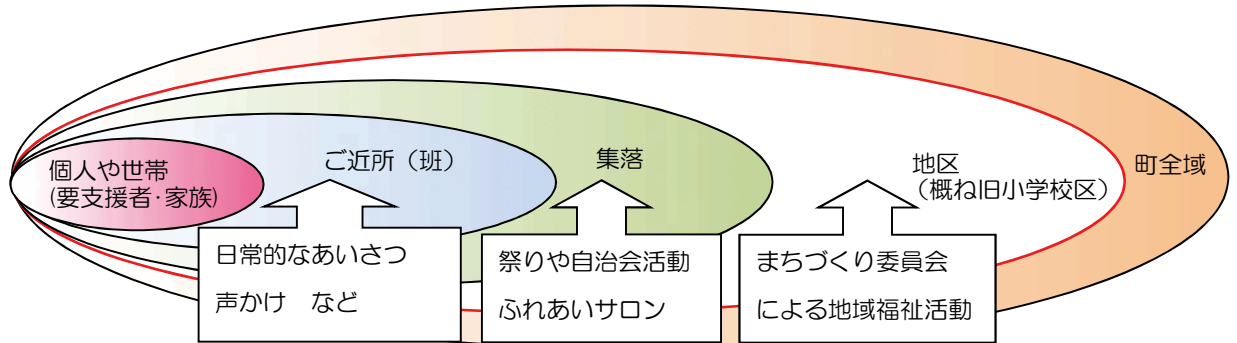 個人や世帯
(要支援者・家族)
ご近所（班）
集落
地区
（概ね旧小学校区）
町全域
日常的なあいさつ
声かけ　など
祭りや自治会活動
ふれあいサロン
まちづくり委員会
による地域福祉活動